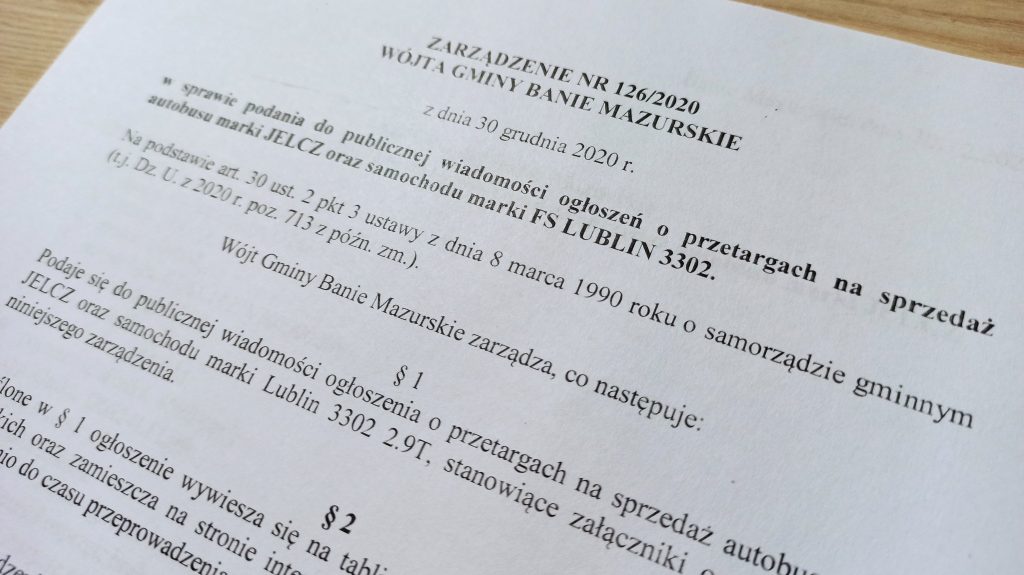 ZARZĄDZENIE NR 126/2020
WÓJTA GMINY BANIE MAZURSKIE
z dnia 30 grudnia 2020 r.
w sprawie podania do publicznej wiadomości ogłoszeń o przetargach na sprzedaż
autobusu marki JELCZ oraz samochodu marki FS LUBLIN 3302.
Na podstawie art. 30 ust. 2 pkt 3 ustawy z dnia 8 marca 1990 roku o samorządzie gminnym
(t.j. Dz. U. z 2020 r. poz. 713 z późn. zm.).
Wójt Gminy Banie Mazurskie zarządza, co następuje:
§ 1
Podaje się do publicznej wiadomości ogłoszenia o przetargach na sprzedaż autobu
JELCZ oraz samochodu marki Lublin 3302 2.9T, stanowiące załączniki
niniejszego zarządzenia.
§ 2
lone w § 1 ogłoszenie wywiesza się na tabli
kich oraz zamieszcza na stronie inte
nio do czasu przeprowadzenia